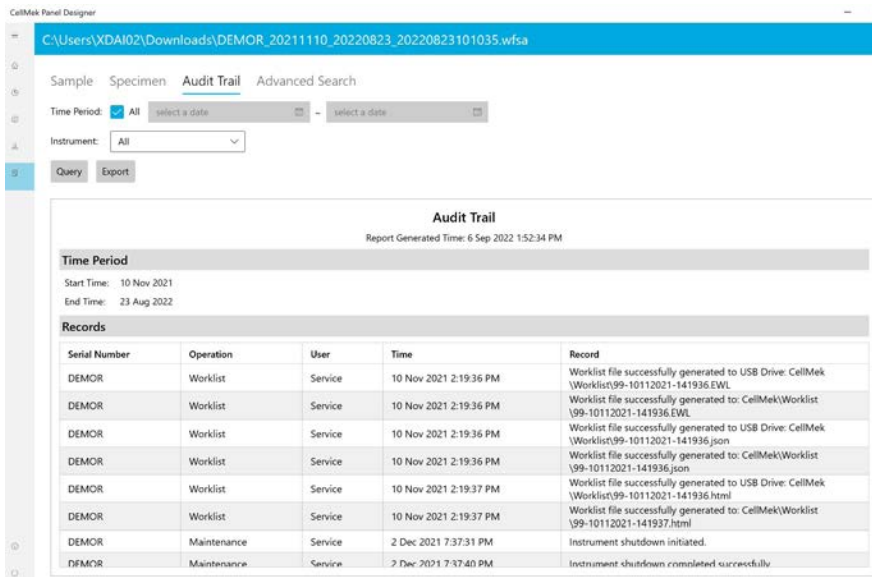 CellMek Panel Designer
C:\Users\XDAI02\Downloads\DEMOR_20211110_20220823_20220823101035.wfsa
Sample Specimen Audit Trail Advanced Search
Time Period: All select a date ~ select a date
Instrument: All
Query Export
Audit Trail
Report Generated Time: 6 Sep 2022 1:52:34 PM
Time Period
Start Time: 10 Nov 2021
End Time: 23 Aug 2022
Records
Serial Number Operation User Time Record
DEMOR Worklist Service 10 Nov 2021 2:19:36 PM Worklist file successfully generated to USB Drive: CellMek
\Worklist\99-10112021-141936.EWL
DEMOR Worklist Service 10 Nov 2021 2:19:36 PM Worklist file successfully generated to: CellMek\Worklist
\99-10112021-141936.EWL
DEMOR Worklist Service 10 Nov 2021 2:19:36 PM Worklist file successfully generated to USB Drive: CellMek
\Worklist\99-10112021-141936.json
DEMOR Worklist Service 10 Nov 2021 2:19:36 PM Worklist file successfully generated to: CellMek\Worklist
\99-10112021-141936.json
DEMOR Worklist Service 10 Nov 2021 2:19:37 PM Worklist file successfully generated to USB Drive: CellMek
\Worklist\99-10112021-141936.html
DEMOR Worklist Service 10 Nov 2021 2:19:37 PM Worklist file successfully generated to: CellMek\Worklist
\99-10112021-141937.html
DEMOR Maintenance Service 2 Dec 2021 7:37:31 PM Instrument shutdown initiated.
DEMOR Maintenance Service 2 Dec 2021 7:37:40 PM Instrument shutdown completed successfully